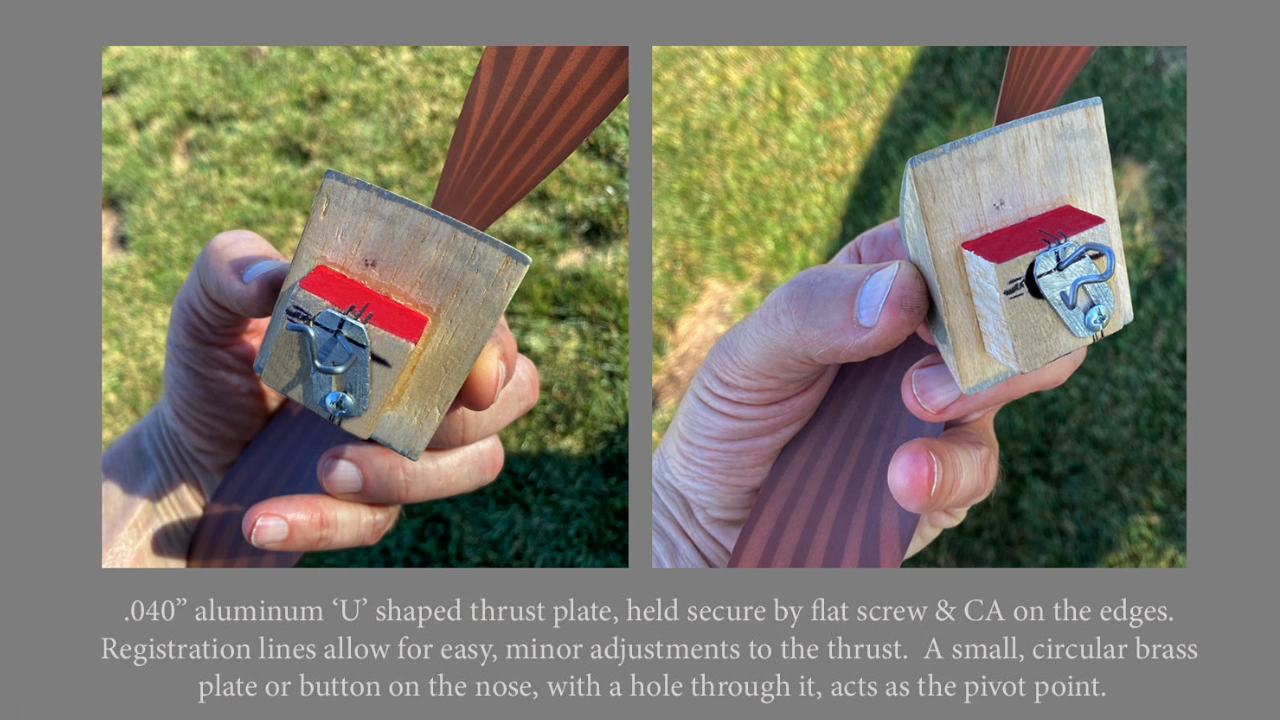 .040” aluminum ‘U’ shaped thrust plate, held secure by flat screw & CA on the edges.
Registration lines allow for easy, minor adjustments to the thrust.  A small, circular brass
plate or button on the nose, with a hole through it, acts as the pivot point.